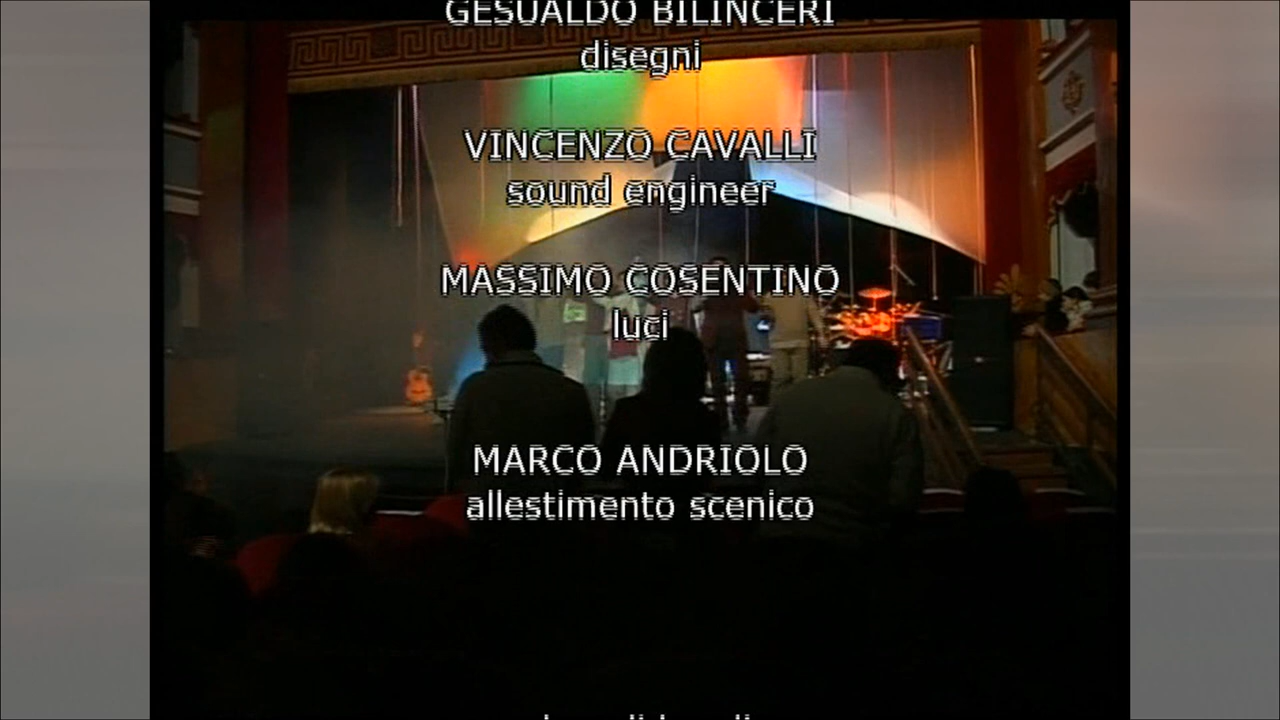 GESUALDO BILINCERI
disegni
VINCENZO CAVALLI
sound engineer
MASSIMO COSENTINO
luci
MARCO ANDRIOLO
allestimento scenico